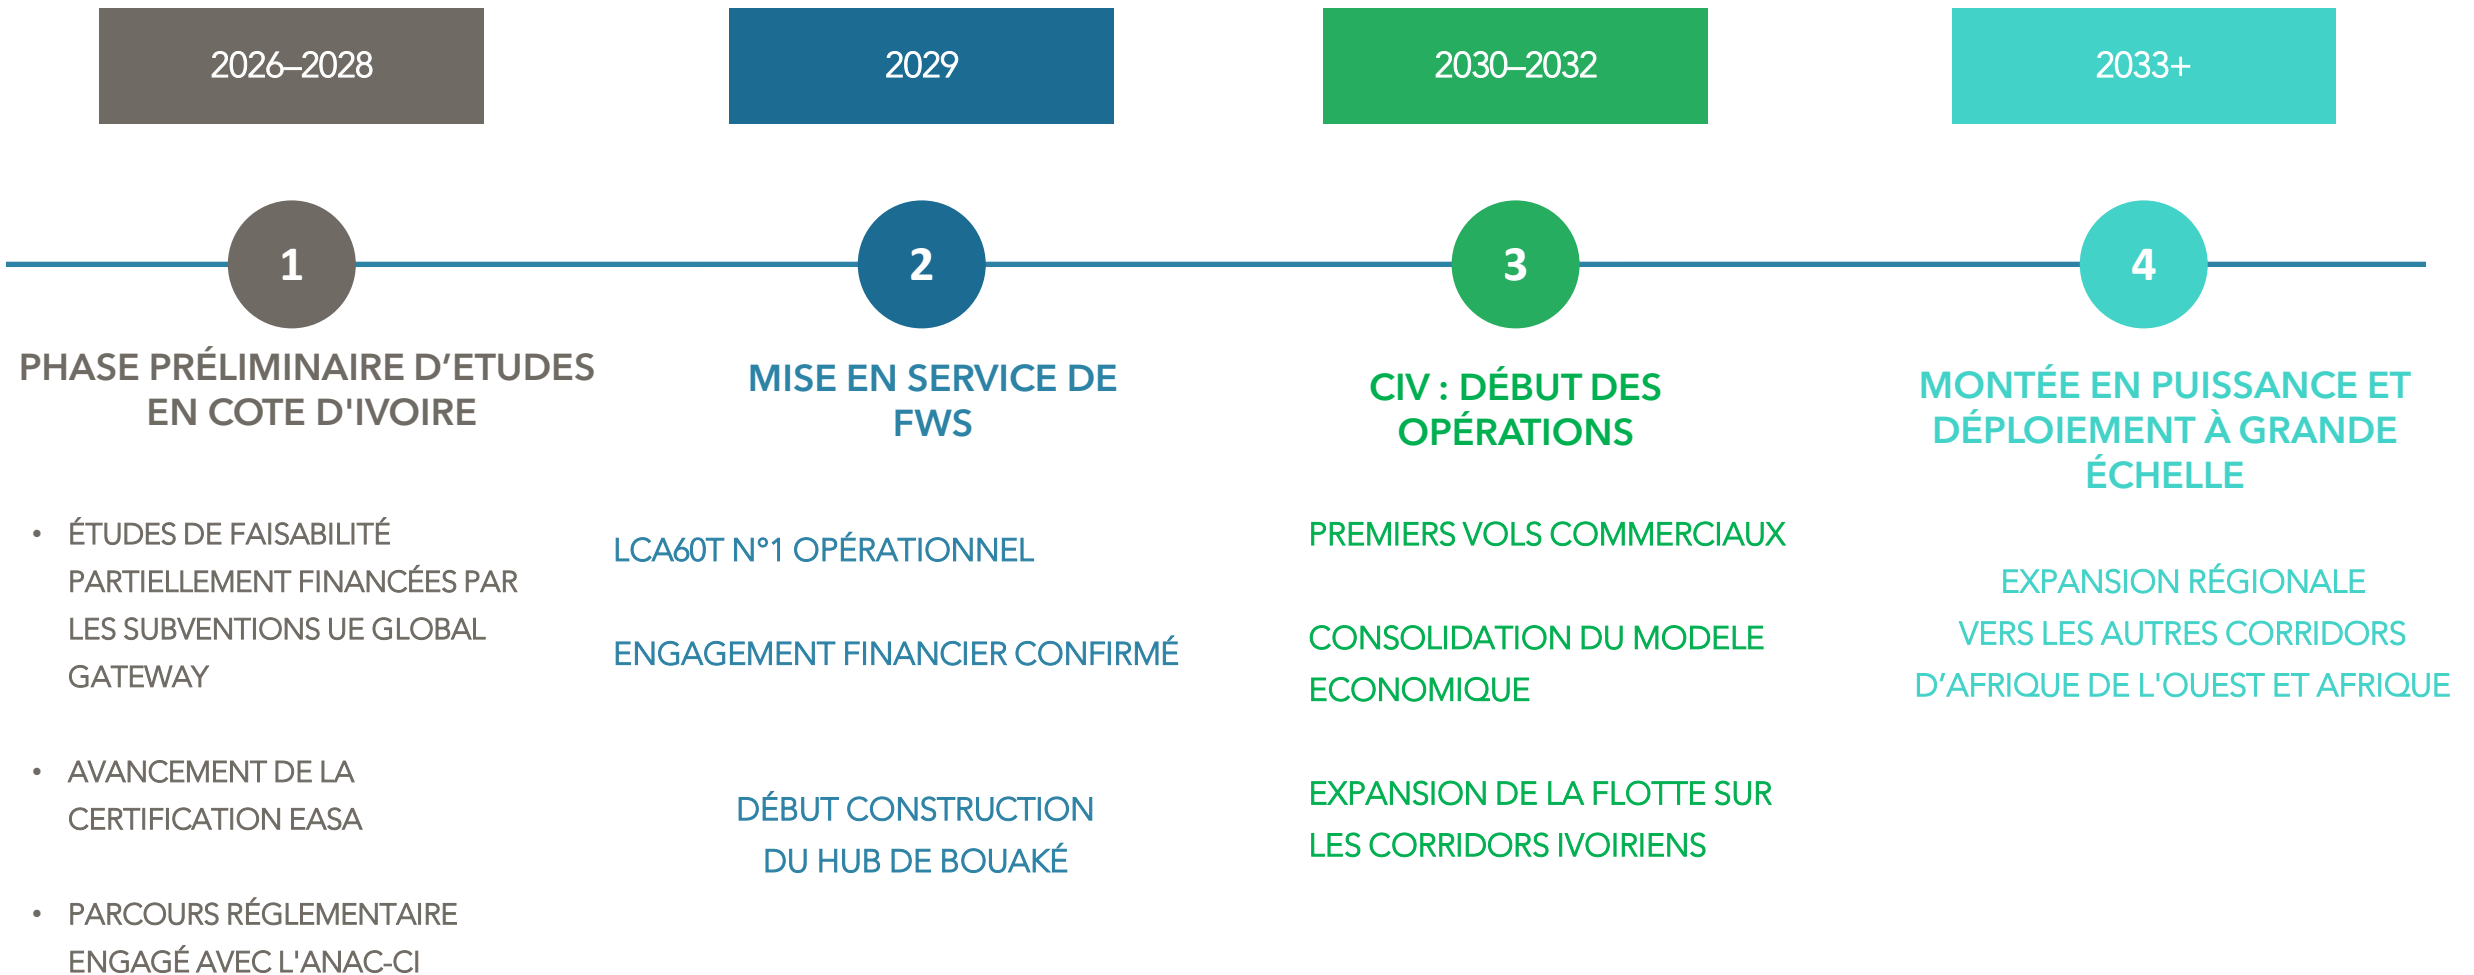 2026–2028
2029
2030–2032
2033+
1
2
3
4
PHASE PRÉLIMINAIRE D’ETUDES
EN COTE D'IVOIRE
• ÉTUDES DE FAISABILITÉ
PARTIELLEMENT FINANCÉES PAR
LES SUBVENTIONS UE GLOBAL
GATEWAY
• AVANCEMENT DE LA
CERTIFICATION EASA
• PARCOURS RÉGLEMENTAIRE
ENGAGÉ AVEC L'ANAC-CI
MISE EN SERVICE DE
FWS
LCA60T N°1 OPÉRATIONNEL
ENGAGEMENT FINANCIER CONFIRMÉ
DÉBUT CONSTRUCTION
DU HUB DE BOUAKÉ
CIV : DÉBUT DES
OPÉRATIONS
PREMIERS VOLS COMMERCIAUX
CONSOLIDATION DU MODELE
ECONOMIQUE
EXPANSION DE LA FLOTTE SUR
LES CORRIDORS IVOIRIENS
MONTÉE EN PUISSANCE ET
DÉPLOIEMENT À GRANDE
ÉCHELLE
EXPANSION RÉGIONALE
VERS LES AUTRES CORRIDORS
D’AFRIQUE DE L'OUEST ET AFRIQUE